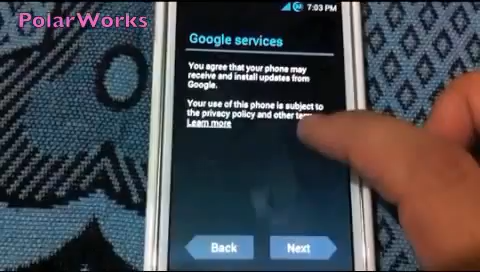 PolarWorks
7:03 PM
Google services
You agree that your phone may
receive and install updates from
Google.
Your use of this phone is subject to
the privacy policy and other
Learn more
Back
Next